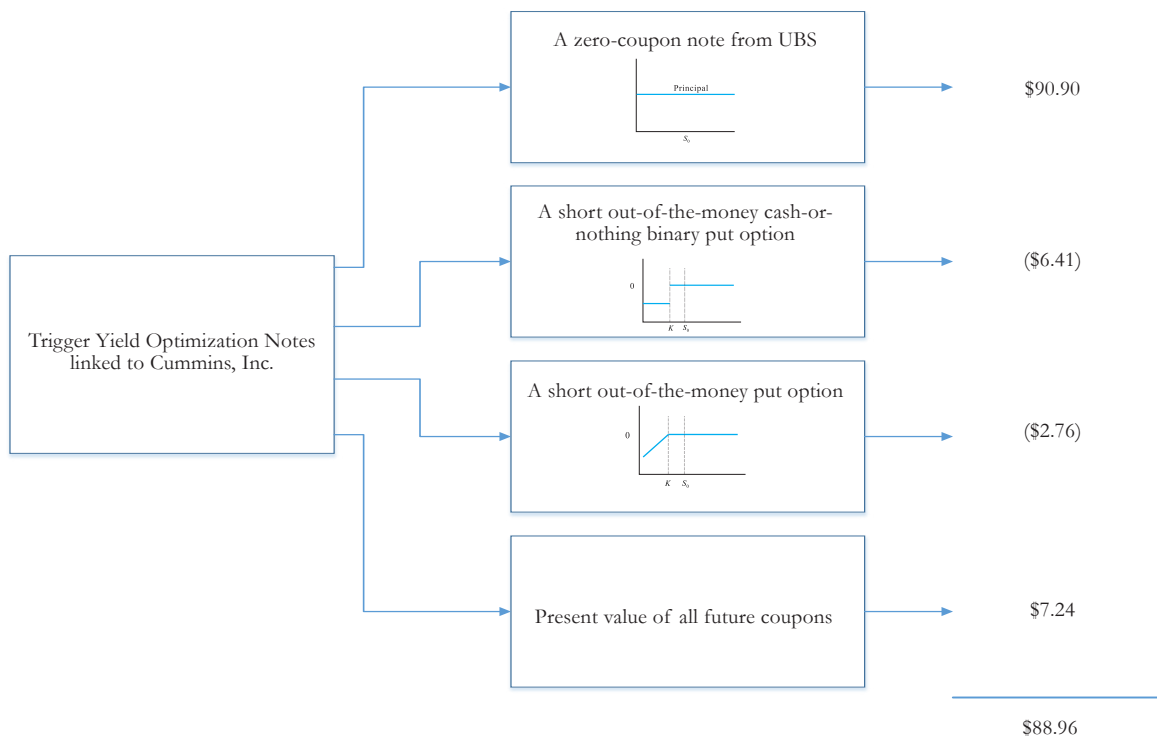 A zero-coupon note from UBS
Principal
S₀
$90.90
A short out-of-the-money cash-or-
nothing binary put option
0
K S₀
($6.41)
Trigger Yield Optimization Notes
linked to Cummins, Inc.
A short out-of-the-money put option
0
K S₀
($2.76)
Present value of all future coupons
$7.24
$88.96